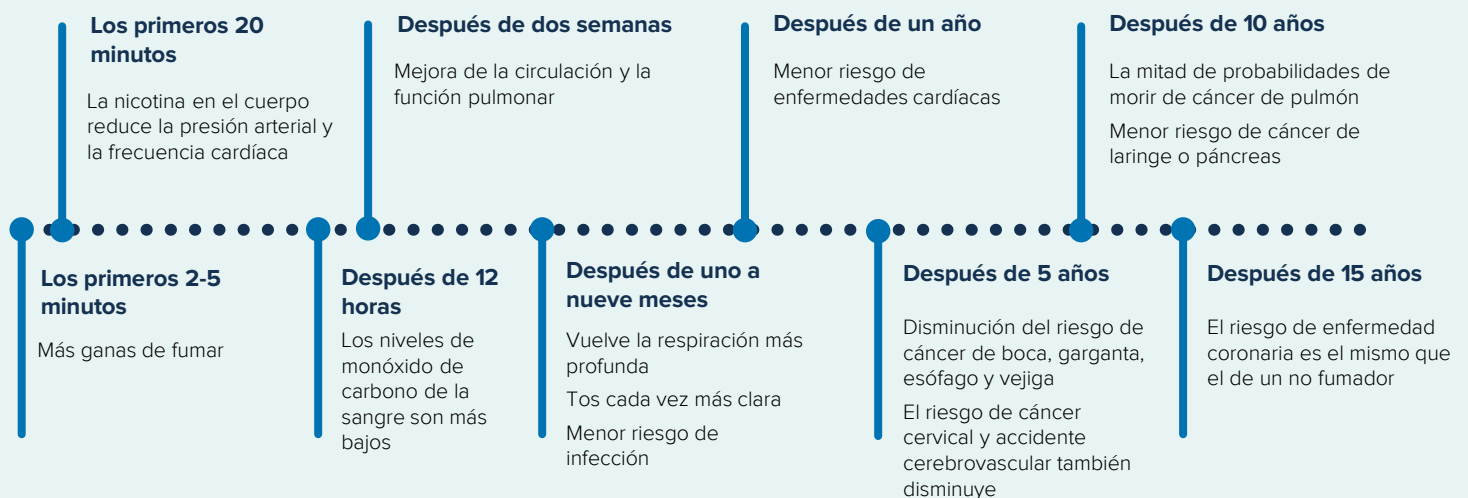 Los primeros 20
minutos
La nicotina en el cuerpo
reduce la presión arterial y
la frecuencia cardíaca
Después de dos semanas
Mejora de la circulación y la
función pulmonar
Después de un año
Menor riesgo de
enfermedades cardíacas
Después de 10 años
La mitad de probabilidades de
morir de cáncer de pulmón
Menor riesgo de cáncer de
laringe o páncreas
Los primeros 2-5
minutos
Más ganas de fumar
Después de 12
horas
Los niveles de
monóxido de
carbono de la
sangre son más
bajos
Después de uno a
nueve meses
Vuelve la respiración más
profunda
Tos cada vez más clara
Menor riesgo de
infección
Después de 5 años
Disminución del riesgo de
cáncer de boca, garganta,
esófago y vejiga
El riesgo de cáncer
cervical y accidente
cerebrovascular también
disminuye
Después de 15 años
El riesgo de enfermedad
coronaria es el mismo que
el de un no fumador